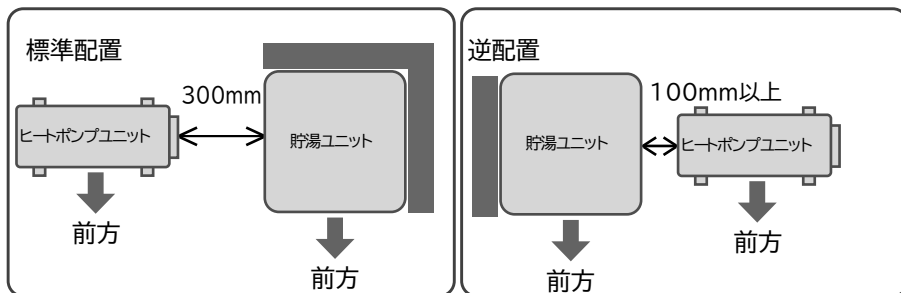 標準配置
300mm
ヒートポンプユニット
貯湯ユニット
前方
前方
逆配置
100mm以上
貯湯ユニット
ヒートポンプユニット
前方
前方